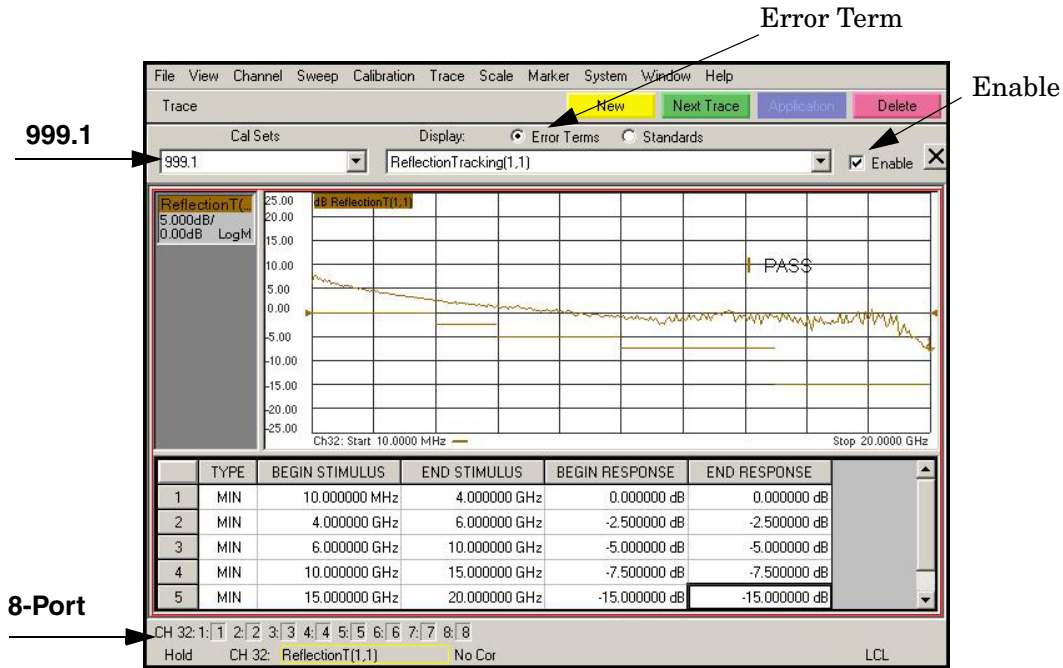 Error Term
Enable
999.1
8-Port
File View Channel Sweep Calibration Trace Scale Marker System Window Help
Trace New Next Trace Application Delete
Cal Sets Display: Error Terms Standards
999.1 ReflectionTracking(1,1) Enable
ReflectionT(...
5.000dB/
0.00dB LogM
dB ReflectionT(1,1)
25.00
20.00
15.00
10.00
5.00
0.00
-5.00
-10.00
-15.00
-20.00
-25.00
PASS
1
Ch32: Start 10.0000 MHz
Stop 20.0000 GHz
TYPE BEGIN STIMULUS END STIMULUS BEGIN RESPONSE END RESPONSE
1 MIN 10.000000 MHz 4.000000 GHz 0.000000 dB 0.000000 dB
2 MIN 4.000000 GHz 6.000000 GHz -2.500000 dB -2.500000 dB
3 MIN 6.000000 GHz 10.000000 GHz -5.000000 dB -5.000000 dB
4 MIN 10.000000 GHz 15.000000 GHz -7.500000 dB -7.500000 dB
5 MIN 15.000000 GHz 20.000000 GHz -15.000000 dB -15.000000 dB
CH 32: 1: 1 2: 2 3: 3 4: 4 5: 5 6: 6 7: 7 8: 8
Hold CH 32: ReflectionT(1,1) No Cor LCL